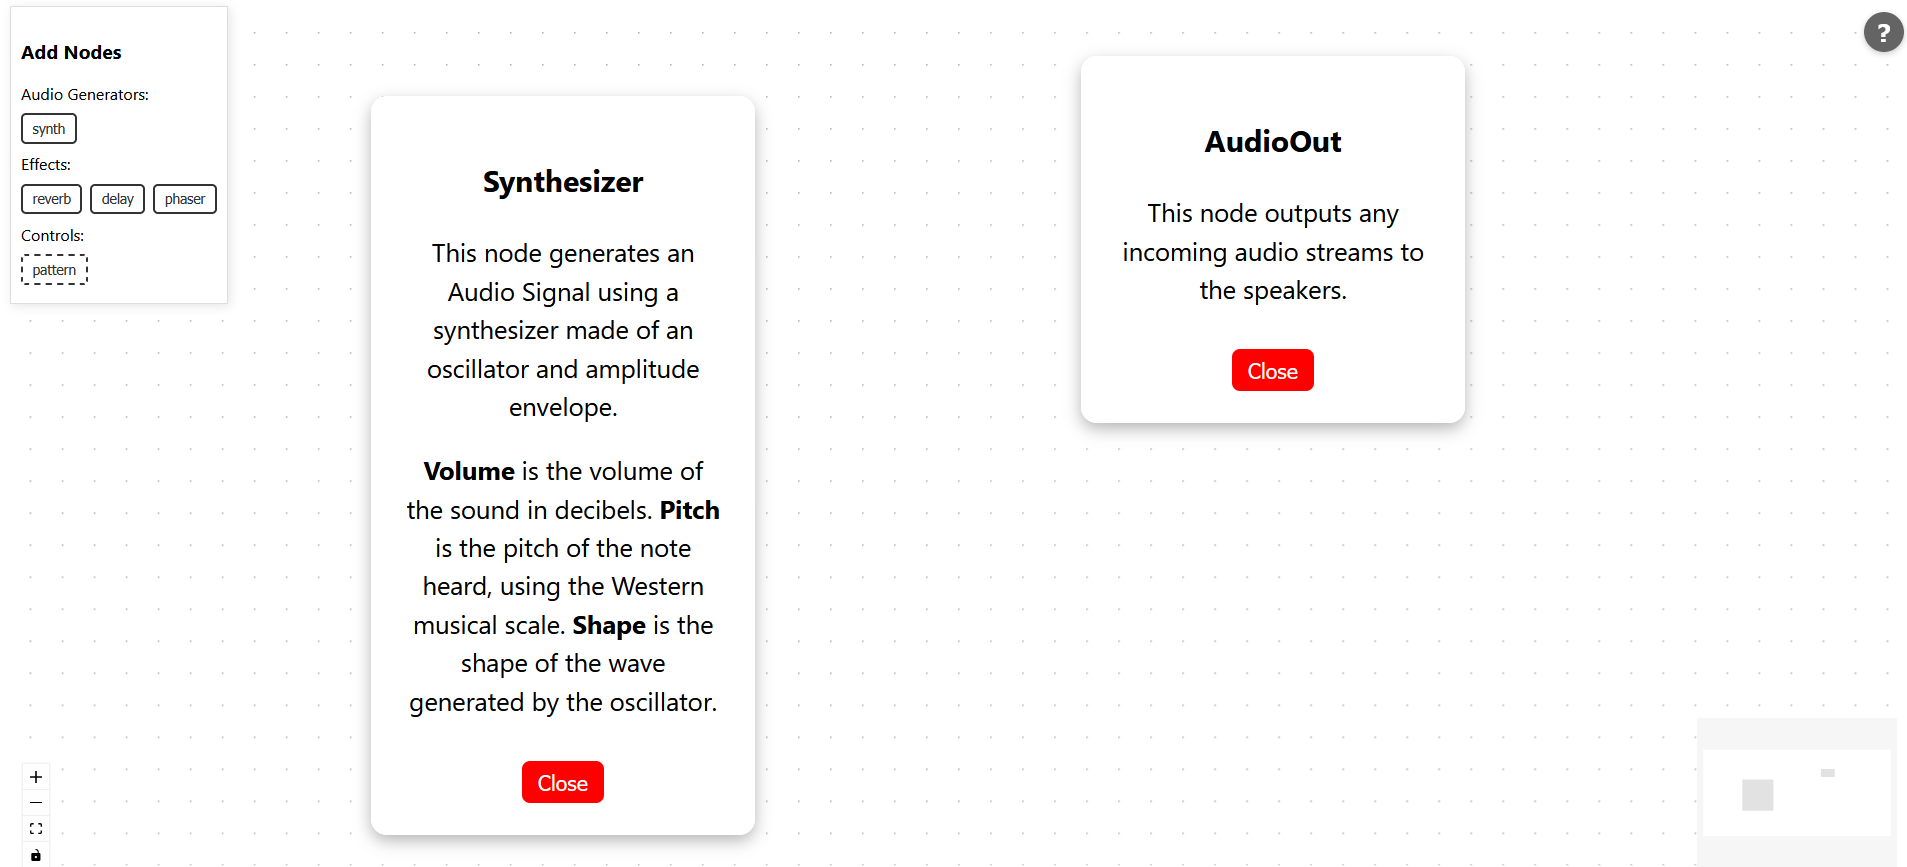 Add Nodes
Audio Generators:
synth
Effects:
reverb delay phaser
Controls:
pattern
Synthesizer
This node generates an
Audio Signal using a
synthesizer made of an
oscillator and amplitude
envelope.
Volume is the volume of
the sound in decibels. Pitch
is the pitch of the note
heard, using the Western
musical scale. Shape is the
shape of the wave
generated by the oscillator.
Close
AudioOut
This node outputs any
incoming audio streams to
the speakers.
Close
?